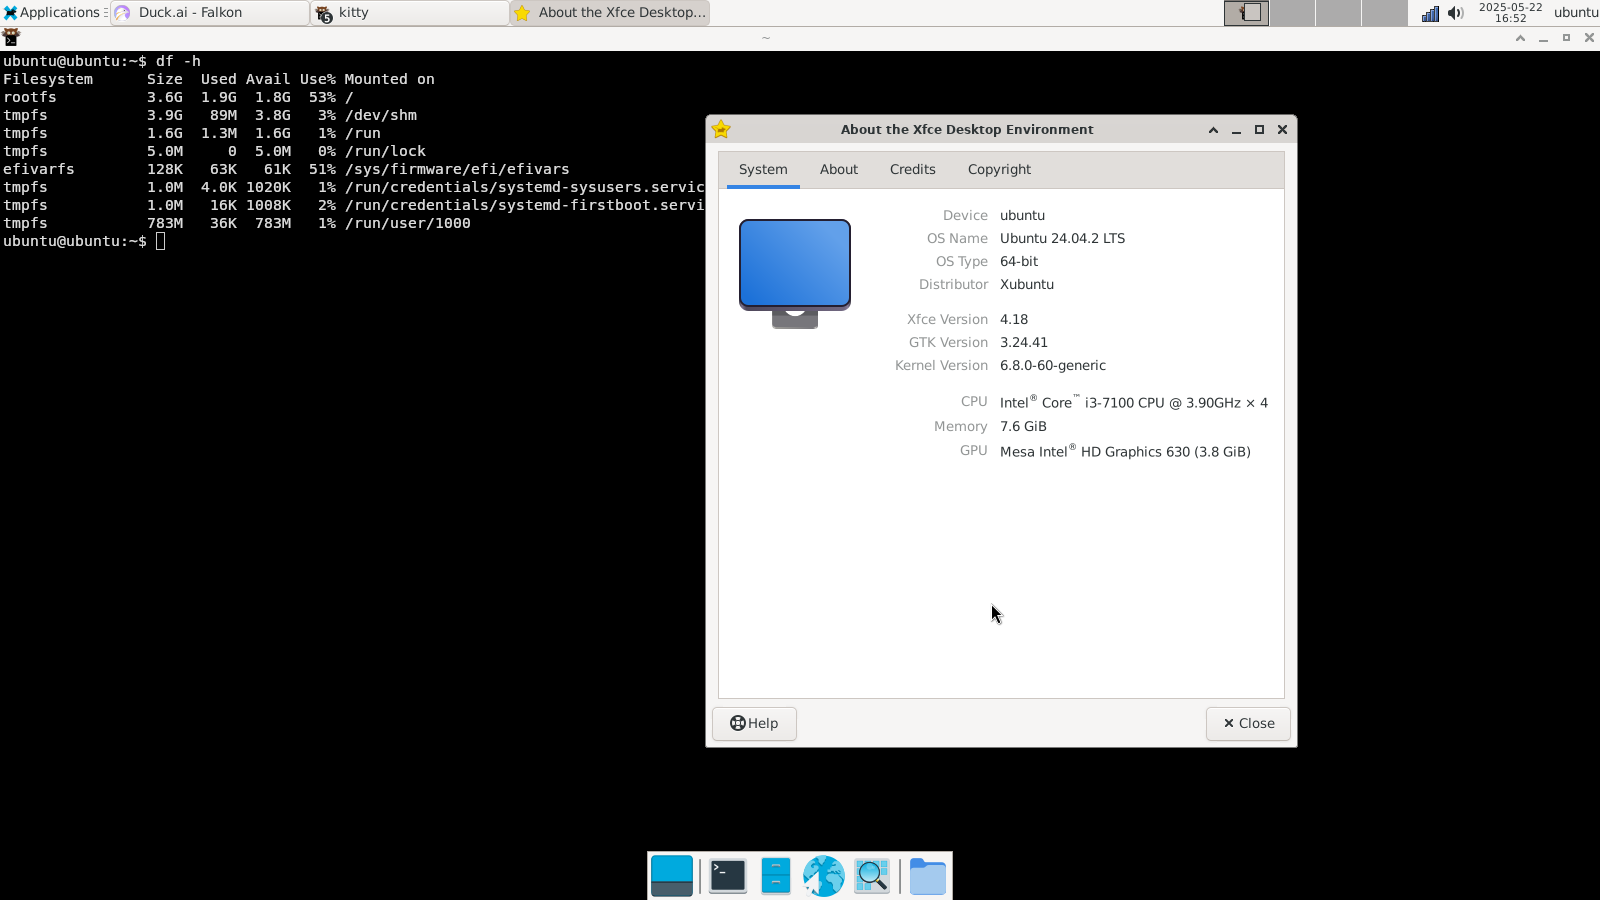 Applications
Duck.ai - Falkon
5
kitty
About the Xfce Desktop...
2025-05-22
16:52
ubuntu
~
ubuntu@ubuntu:~$ df -h
Filesystem      Size  Used Avail Use% Mounted on
rootfs          3.6G  1.9G  1.8G  53% /
tmpfs           3.9G   89M  3.8G   3% /dev/shm
tmpfs           1.6G  1.3M  1.6G   1% /run
tmpfs           5.0M     0  5.0M   0% /run/lock
efivarfs        128K   63K   61K  51% /sys/firmware/efi/efivars
tmpfs           1.0M  4.0K 1020K   1% /run/credentials/systemd-sysusers.servic
tmpfs           1.0M   16K 1008K   2% /run/credentials/systemd-firstboot.servi
tmpfs           783M   36K  783M   1% /run/user/1000
ubuntu@ubuntu:~$
About the Xfce Desktop Environment
System About Credits Copyright
Device ubuntu
OS Name Ubuntu 24.04.2 LTS
OS Type 64-bit
Distributor Xubuntu
Xfce Version 4.18
GTK Version 3.24.41
Kernel Version 6.8.0-60-generic
CPU Intel® Core™ i3-7100 CPU @ 3.90GHz × 4
Memory 7.6 GiB
GPU Mesa Intel® HD Graphics 630 (3.8 GiB)
Help
Close